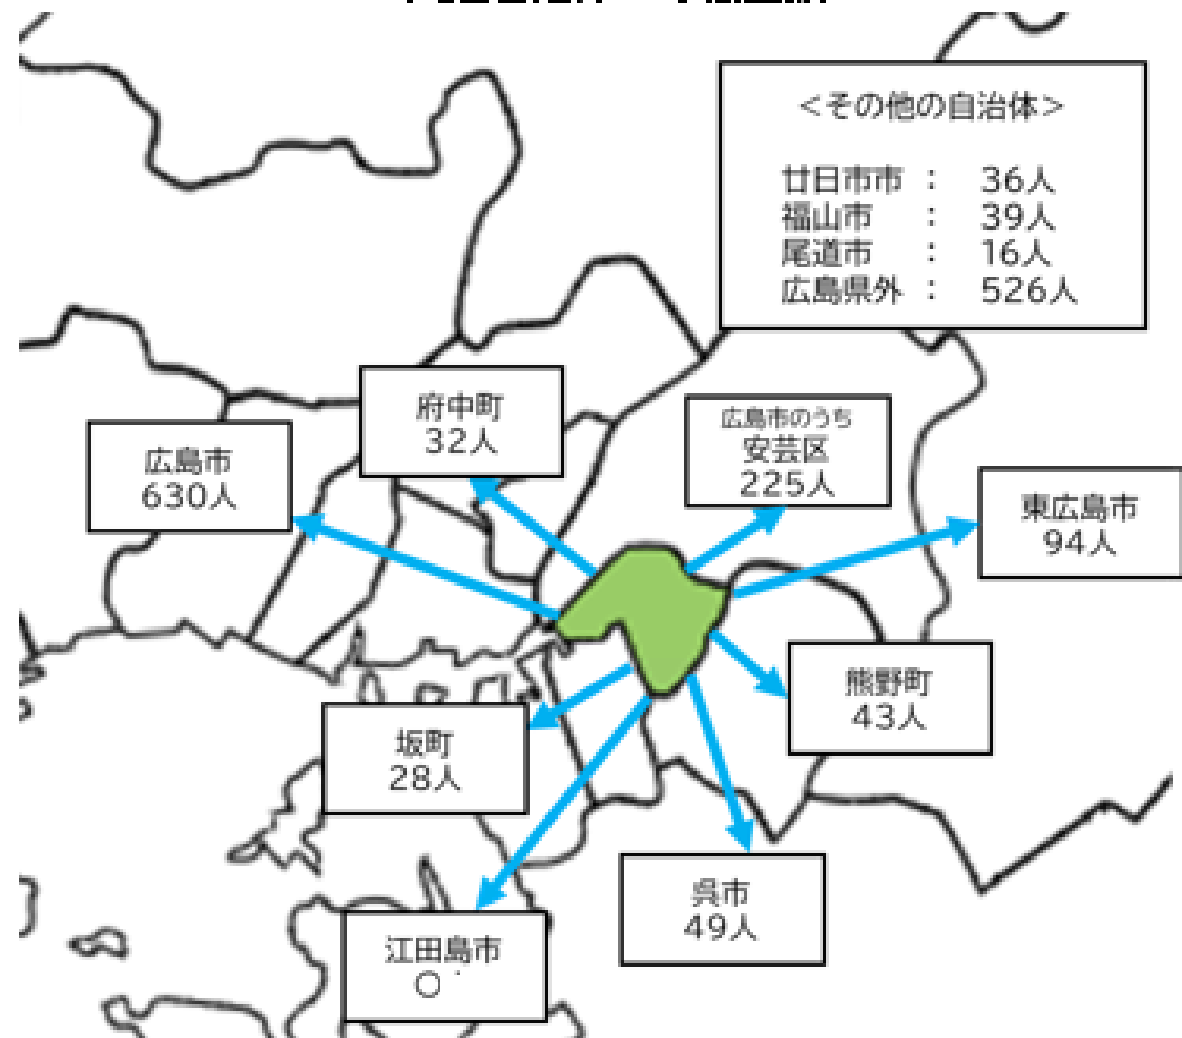 ＜その他の自治体＞
廿日市市 ： 36人
福山市 ： 39人
尾道市 ： 16人
広島県外 ： 526人
府中町
32人
広島市のうち
安芸区
225人
広島市
630人
東広島市
94人
熊野町
43人
坂町
28人
呉市
49人
江田島市